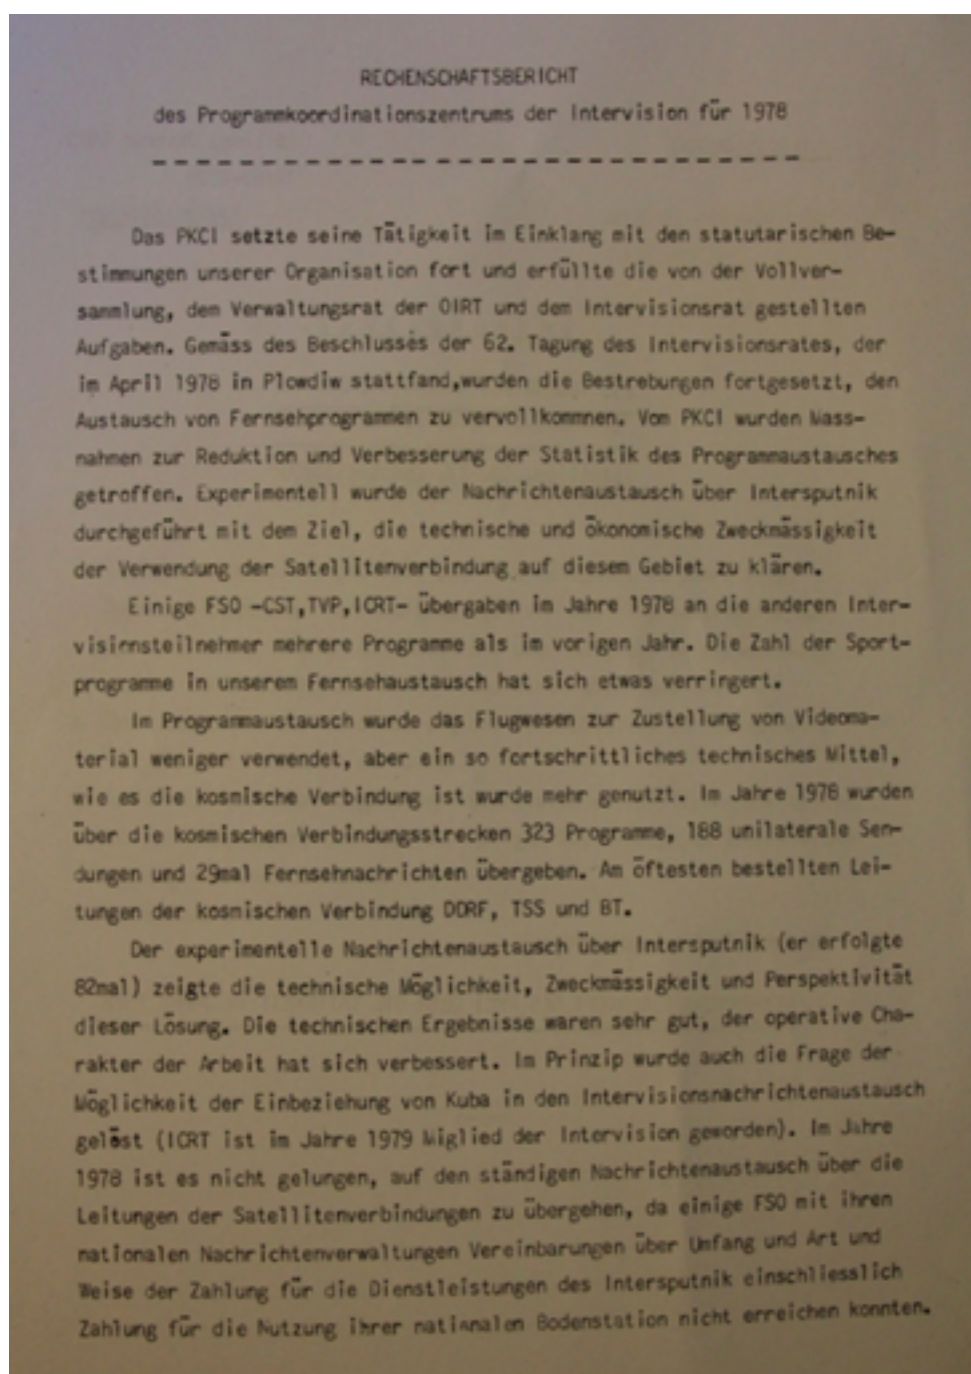 RECHENSCHAFTSBERICHT
des Programmkoordinationszentrums der Intervision für 1978
Das PKCI setzte seine Tätigkeit im Einklang mit den statutarischen Be-
stimmungen unserer Organisation fort und erfüllte die von der Vollver-
sammlung, dem Verwaltungsrat der OIRT und dem Intervisionsrat gestellten
Aufgaben. Gemäss des Beschlusses der 62. Tagung des Intervisionsrates, der
im April 1978 in Plowdiw stattfand,wurden die Bestrebungen fortgesetzt, den
Austausch von Fernsehprogrammen zu vervollkommnen. Vom PKCI wurden Mass-
nahmen zur Reduktion und Verbesserung der Statistik des Programmaustausches
getroffen. Experimentell wurde der Nachrichtenaustausch über Intersputnik
durchgeführt mit dem Ziel, die technische und ökonomische Zweckmässigkeit
der Verwendung der Satellitenverbindung auf diesem Gebiet zu klären.
Einige FSO -CST,TVP,ICRT- übergaben im Jahre 1978 an die anderen Inter-
visionsteilnehmer mehrere Programme als im vorigen Jahr. Die Zahl der Sport-
programme in unserem Fernsehaustausch hat sich etwas verringert.
Im Programmaustausch wurde das Flugwesen zur Zustellung von Videoma-
terial weniger verwendet, aber ein so fortschrittliches technisches Mittel,
wie es die kosmische Verbindung ist wurde mehr genutzt. Im Jahre 1978 wurden
über die kosmischen Verbindungsstrecken 323 Programme, 188 unilaterale Sen-
dungen und 29mal Fernsehnachrichten übergeben. Am öftesten bestellten Lei-
tungen der kosmischen Verbindung DDRF, TSS und BT.
Der experimentelle Nachrichtenaustausch über Intersputnik (er erfolgte
82mal) zeigte die technische Möglichkeit, Zweckmässigkeit und Perspektivität
dieser Lösung. Die technischen Ergebnisse waren sehr gut, der operative Cha-
rakter der Arbeit hat sich verbessert. Im Prinzip wurde auch die Frage der
Möglichkeit der Einbeziehung von Kuba in den Intervisionsnachrichtenaustausch
gelöst (ICRT ist im Jahre 1979 Miglied der Intervision geworden). Im Jahre
1978 ist es nicht gelungen, auf den ständigen Nachrichtenaustausch über die
Leitungen der Satellitenverbindungen zu übergehen, da einige FSO mit ihren
nationalen Nachrichtenverwaltungen Vereinbarungen über Umfang und Art und
Weise der Zahlung für die Dienstleistungen des Intersputnik einschliesslich
Zahlung für die Nutzung ihrer nationalen Bodenstation nicht erreichen konnten.